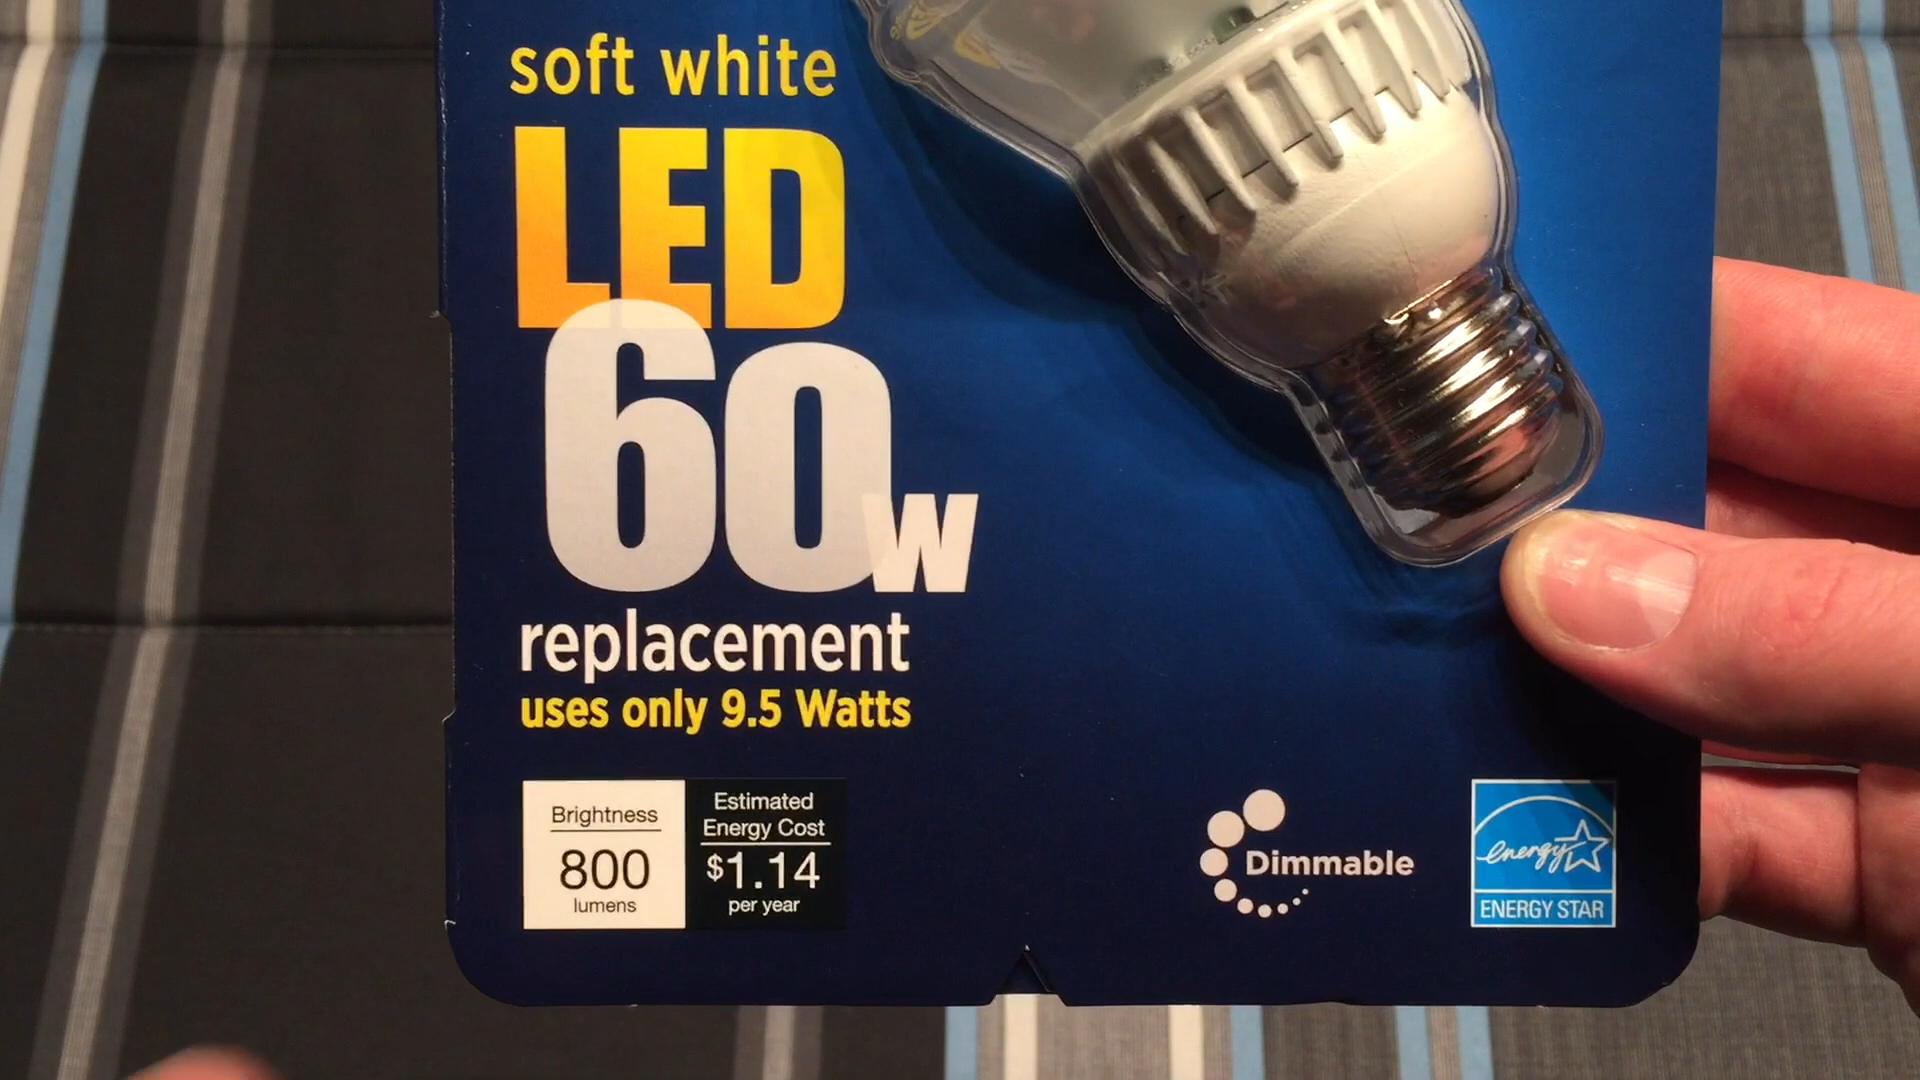 soft white
LED
60w
replacement
uses only 9.5 Watts
Brightness
800
lumens
Estimated
Energy Cost
$1.14
per year
Dimmable
energy
ENERGY STAR